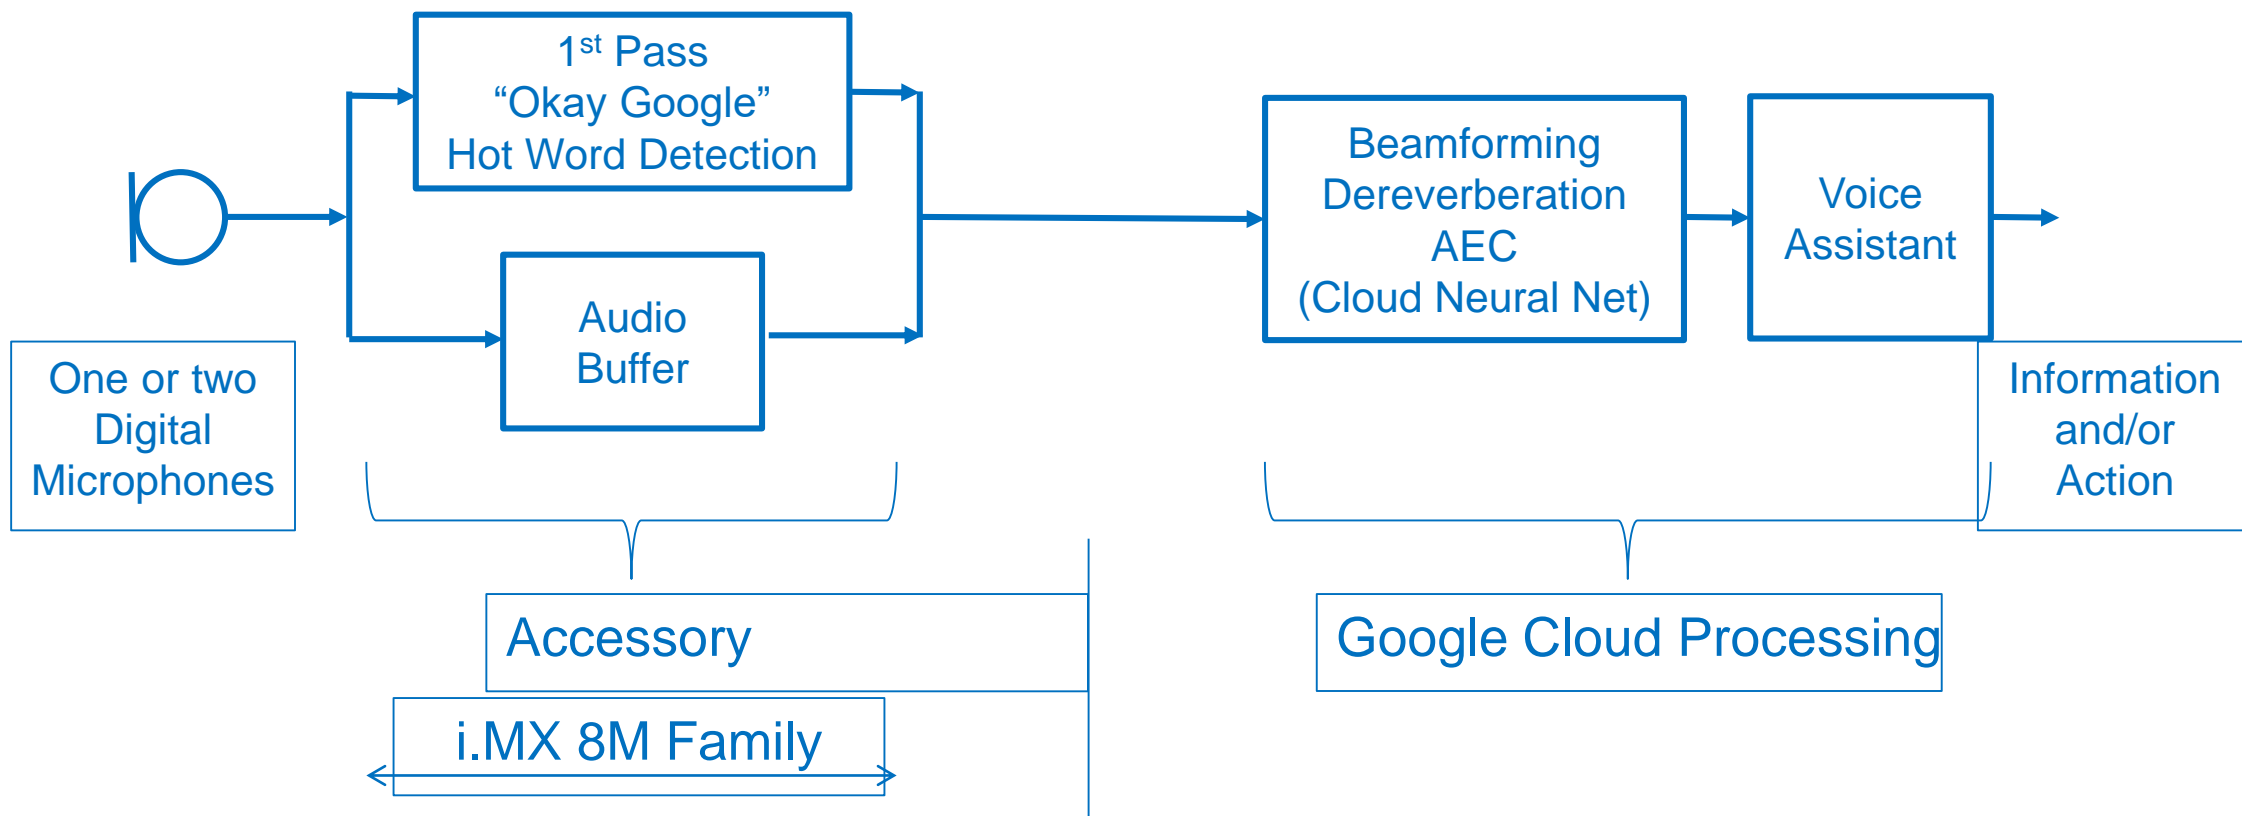 1st Pass
“Okay Google”
Hot Word Detection
Audio
Buffer
Beamforming
Dereverberation
AEC
(Cloud Neural Net)
Voice
Assistant
One or two
Digital
Microphones
Information
and/or
Action
Accessory
Google Cloud Processing
i.MX 8M Family